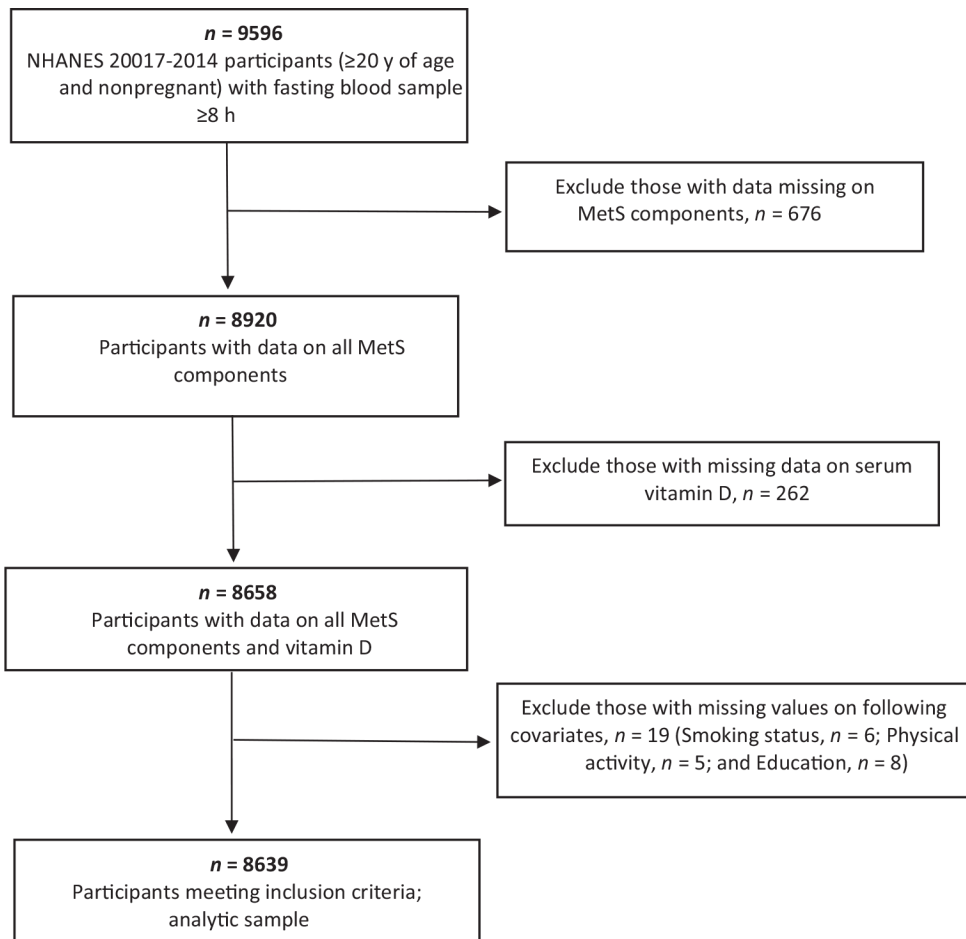 n = 9596
NHANES 20017-2014 participants (≥20 y of age
and nonpregnant) with fasting blood sample
≥8 h
Exclude those with data missing on
MetS components, n = 676
n = 8920
Participants with data on all MetS
components
Exclude those with missing data on serum
vitamin D, n = 262
n = 8658
Participants with data on all MetS
components and vitamin D
Exclude those with missing values on following
covariates, n = 19 (Smoking status, n = 6; Physical
activity, n = 5; and Education, n = 8)
n = 8639
Participants meeting inclusion criteria;
analytic sample